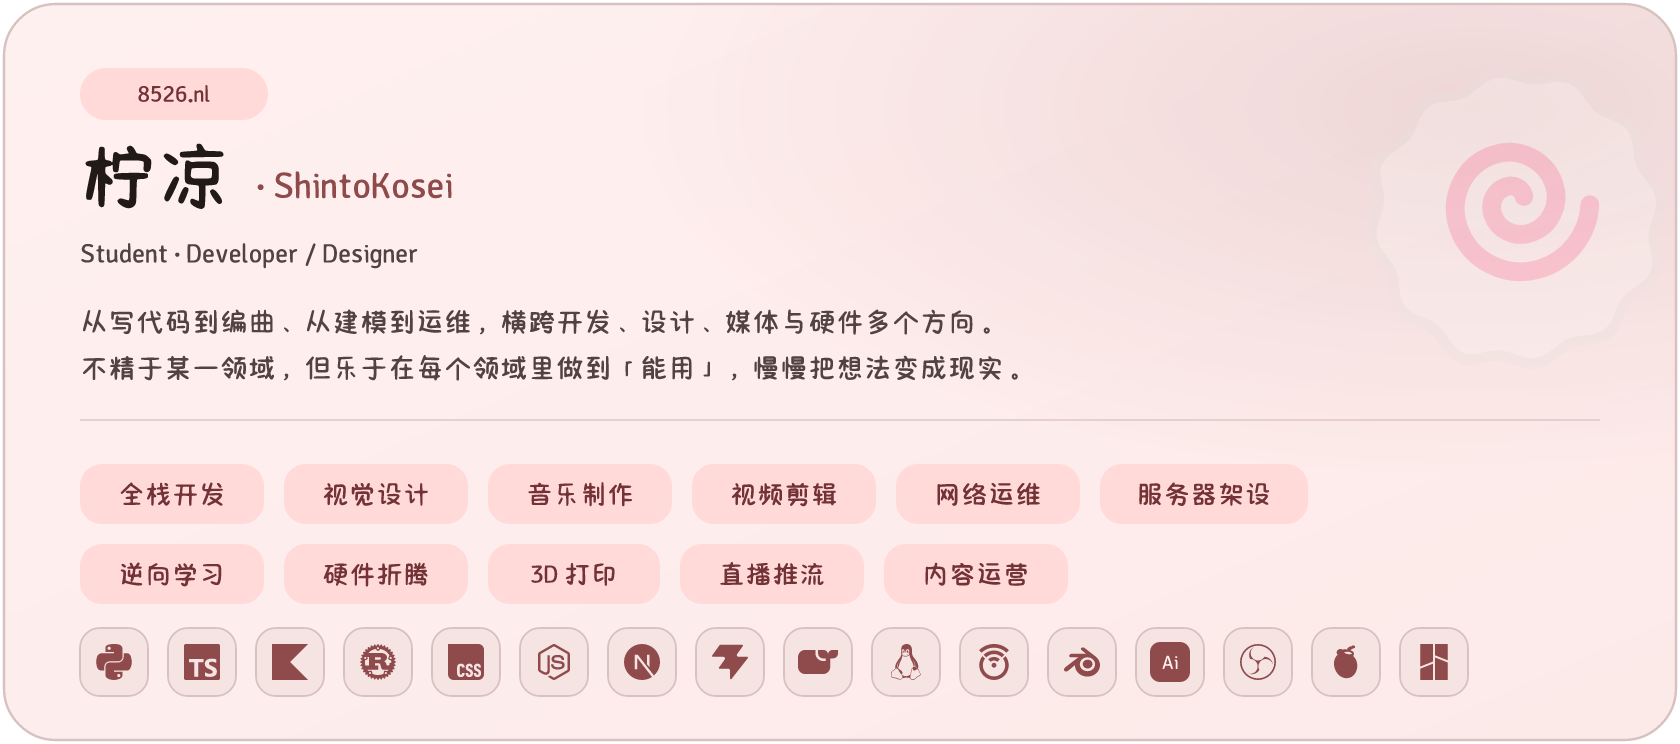 8526.nl
柠凉 · ShintoKosei
Student · Developer / Designer
从写代码到编曲、从建模到运维，横跨开发、设计、媒体与硬件多个方向。
不精于某一领域，但乐于在每个领域里做到「能用」，慢慢把想法变成现实。
全栈开发 视觉设计 音乐制作 视频剪辑 网络运维 服务器架设
逆向学习 硬件折腾 3D 打印 直播推流 内容运营
TS R CSS JS N Ai